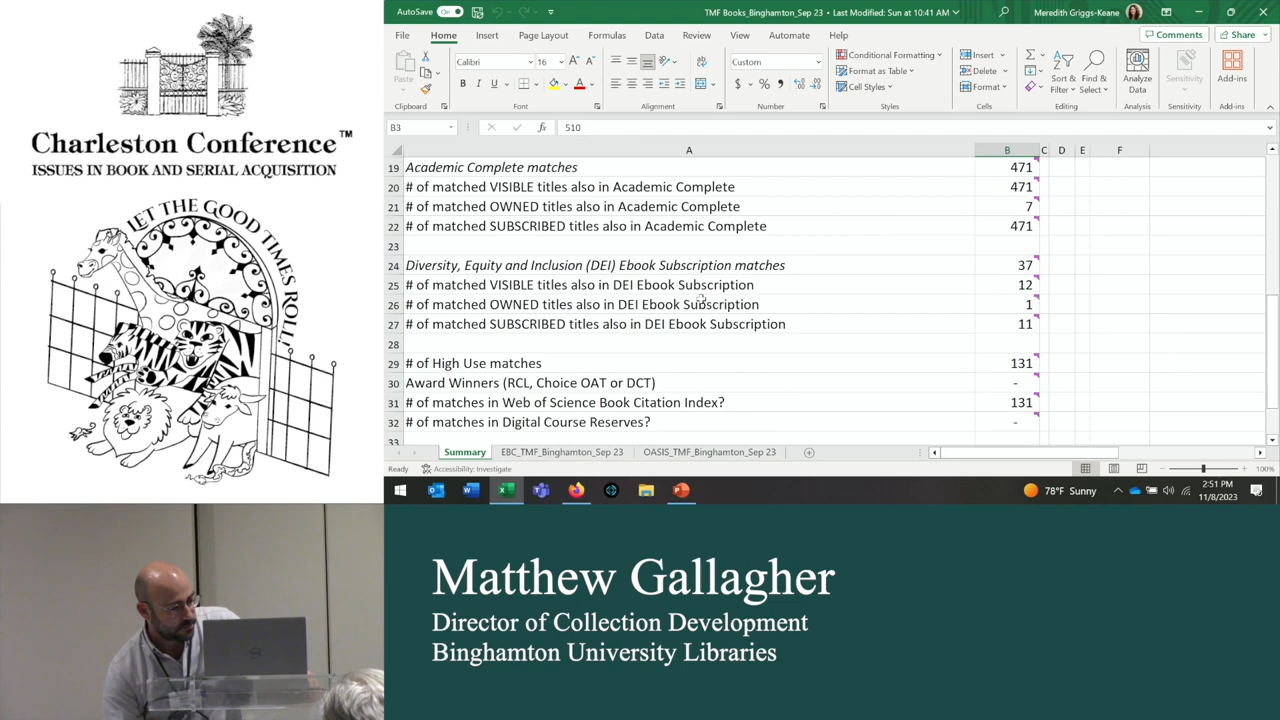 Charleston Conference™
ISSUES IN BOOK AND SERIAL ACQUISITION
LET THE GOOD TIMES ROLL!
AutoSave On
TMF Books_Binghamton_Sep 23 • Last Modified: Sun at 10:41 AM
Meredith Griggs-Keane
File Home Insert Page Layout Formulas Data Review View Automate Help
Comments Share
Paste
Calibri 16
B I U
Custom
$ % ,
Conditional Formatting
Format as Table
Cell Styles
Insert
Delete
Format
Sort & Filter
Find & Select
Analyze Data
Sensitivity
Add-ins
Clipboard Font Alignment Number Styles Cells Editing Analysis Sensitivity Add-ins
B3 fx 510
A B C D E F
19 Academic Complete matches 471
20 # of matched VISIBLE titles also in Academic Complete 471
21 # of matched OWNED titles also in Academic Complete 7
22 # of matched SUBSCRIBED titles also in Academic Complete 471
23
24 Diversity, Equity and Inclusion (DEI) Ebook Subscription matches 37
25 # of matched VISIBLE titles also in DEI Ebook Subscription 12
26 # of matched OWNED titles also in DEI Ebook Subscription 1
27 # of matched SUBSCRIBED titles also in DEI Ebook Subscription 11
28
29 # of High Use matches 131
30 Award Winners (RCL, Choice OAT or DCT) -
31 # of matches in Web of Science Book Citation Index? 131
32 # of matches in Digital Course Reserves? -
33
Summary EBC_TMF_Binghamton_Sep 23 OASIS_TMF_Binghamton_Sep 23
Ready Accessibility: Investigate 100%
78°F Sunny 2:51 PM
11/8/2023
Matthew Gallagher
Director of Collection Development
Binghamton University Libraries